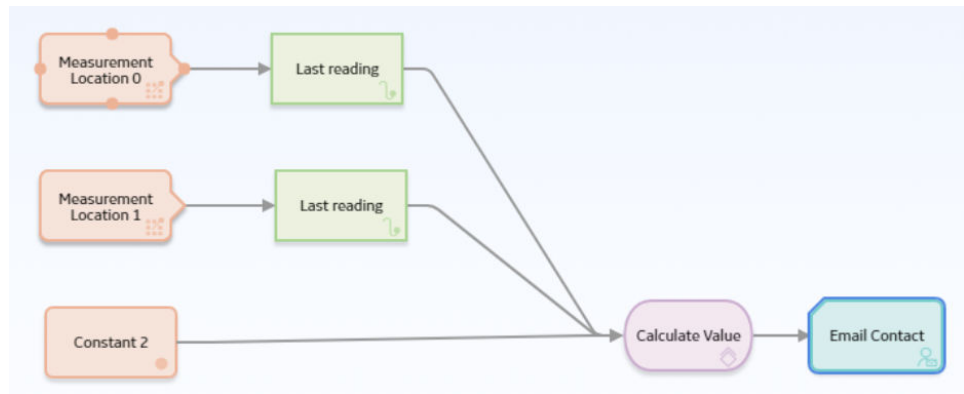 Measurement
Location 0
Last reading
Measurement
Location 1
Last reading
Constant 2
Calculate Value
Email Contact